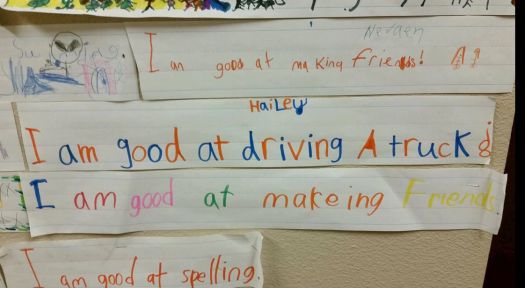 I am good at making friends!
HaiLey
I am good at driving A truck
I am good at makeing Friends
I am good at spelling.